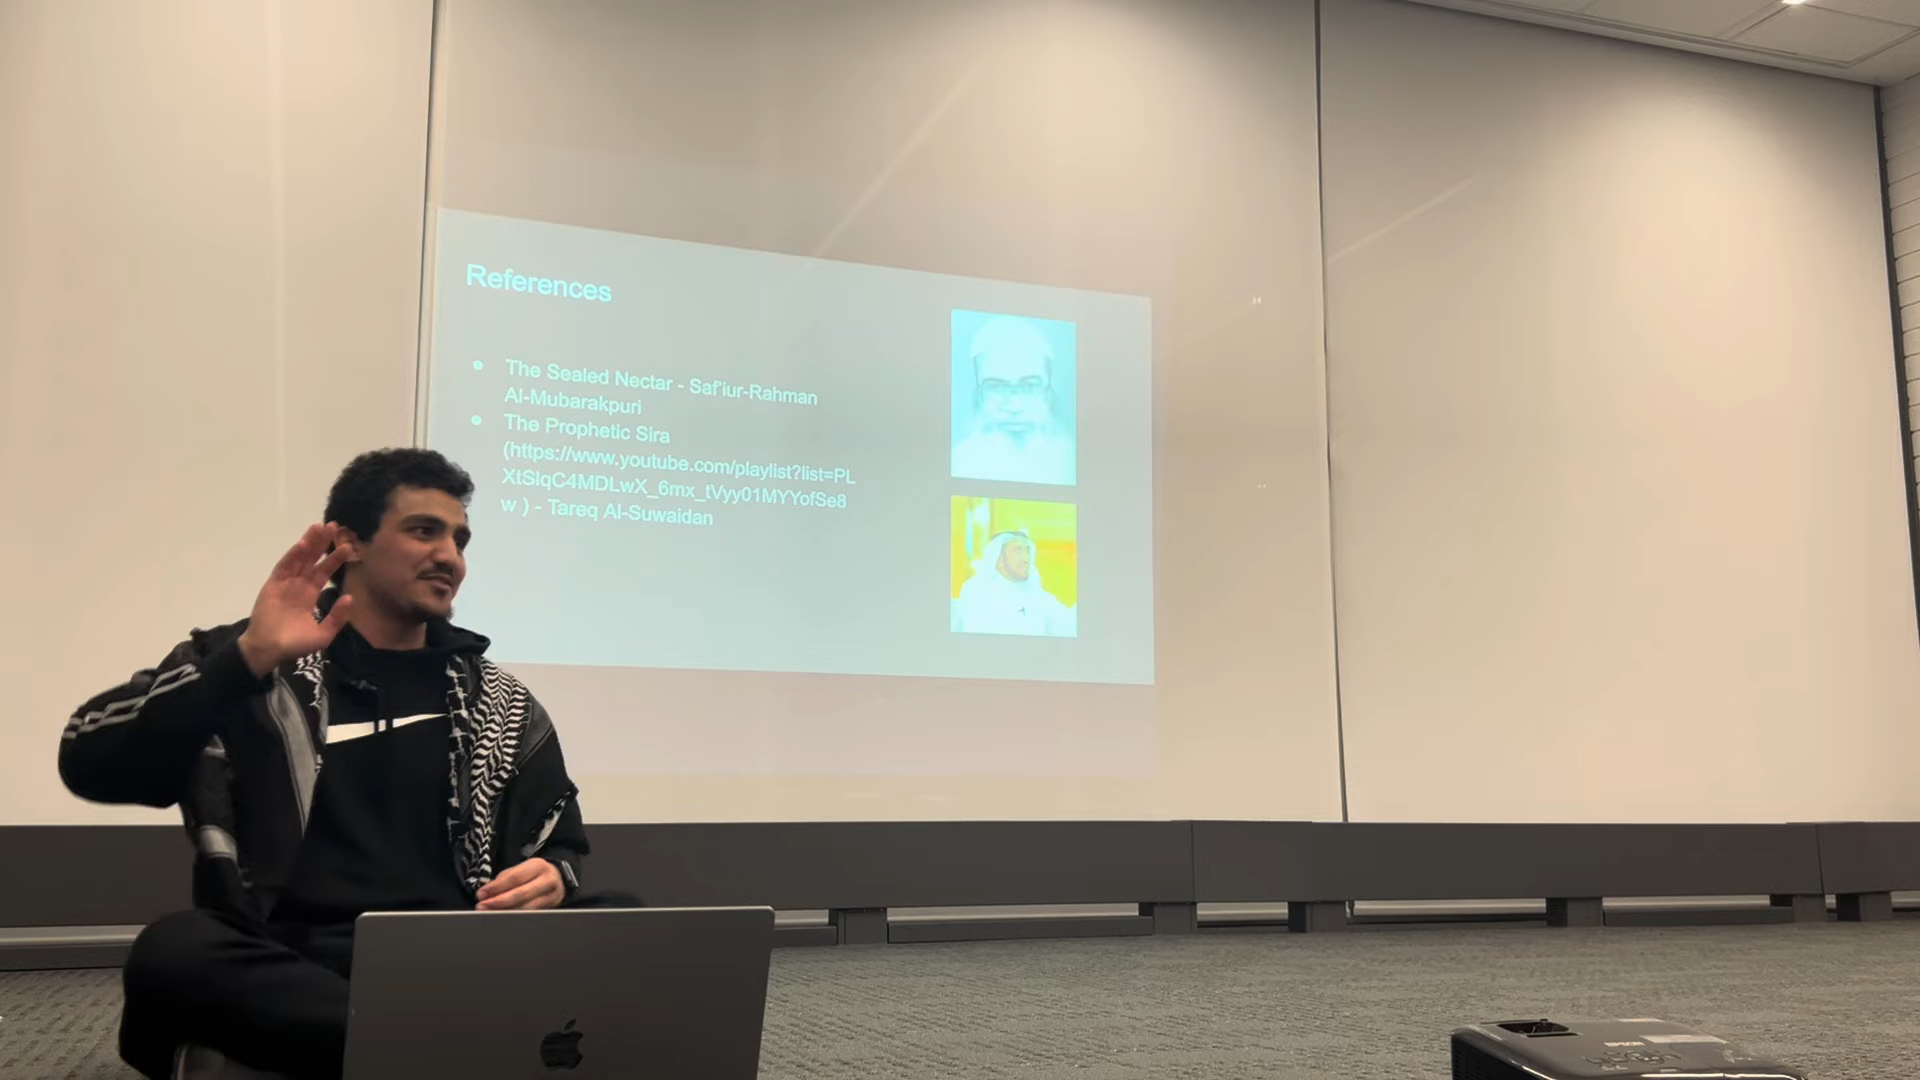 References
● The Sealed Nectar - Saf'iur-Rahman
Al-Mubarakpuri
● The Prophetic Sira
(https://www.youtube.com/playlist?list=PL
XtSlqC4MDLwX_6mx_tVyy01MYYofSe8
w ) - Tareq Al-Suwaidan
EPSON